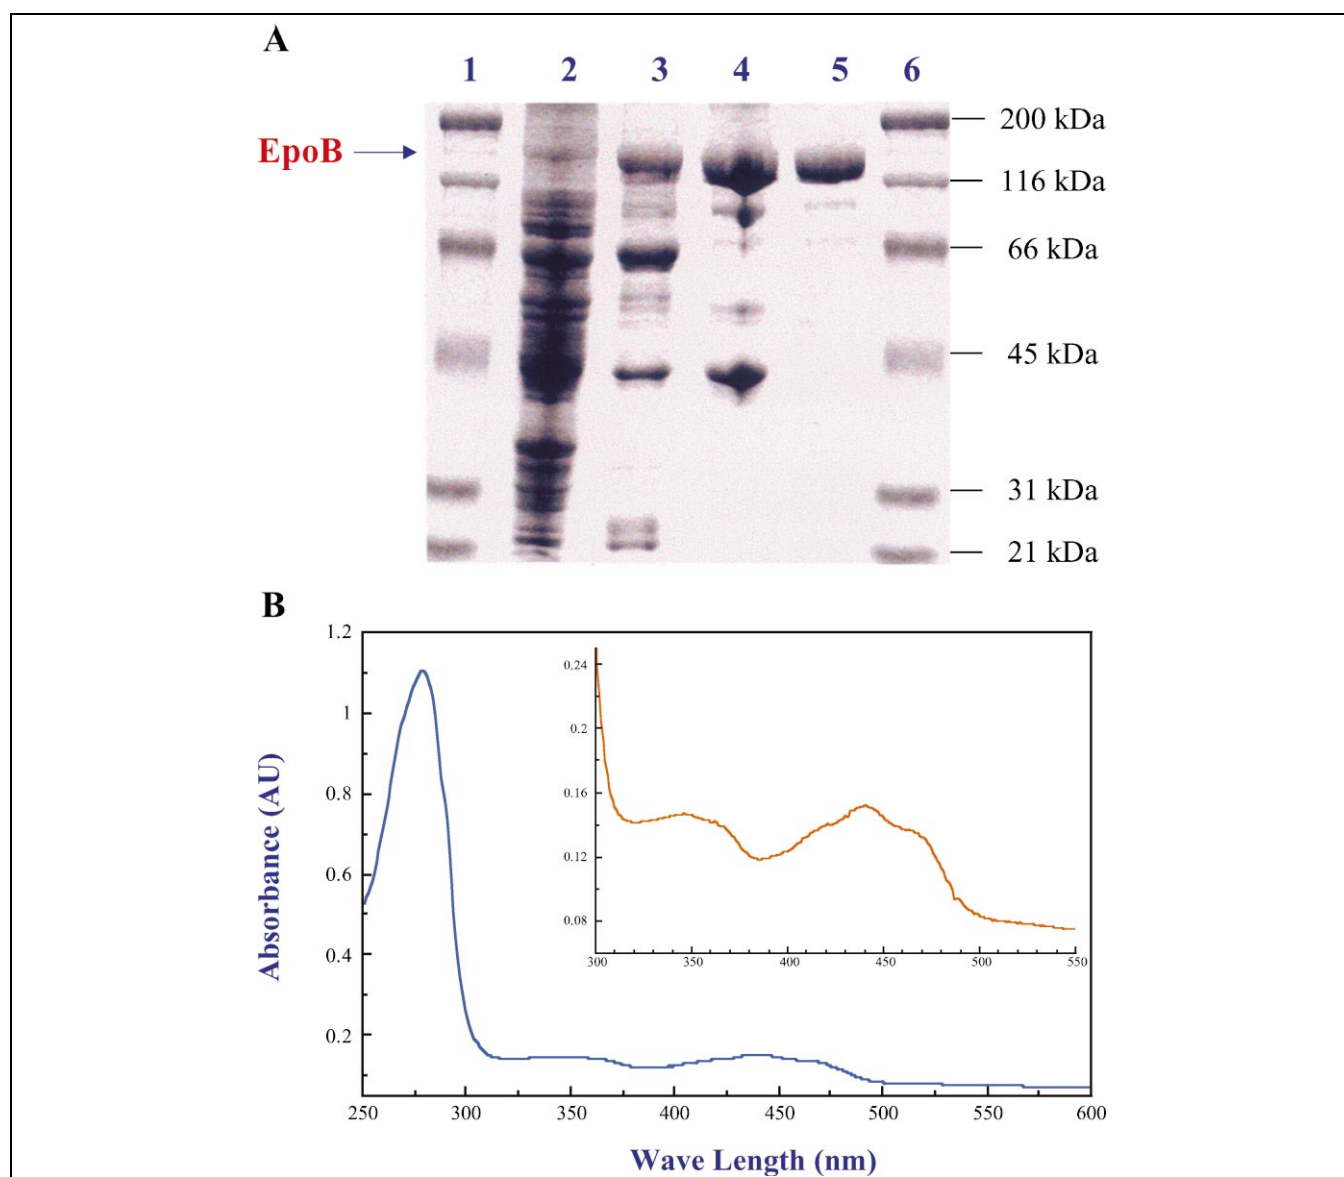 A
1 2 3 4 5 6
200 kDa
EpoB
116 kDa
66 kDa
45 kDa
31 kDa
21 kDa
B
1.2
1
0.8
0.6
0.4
0.2
Absorbance (AU)
0.24
0.2
0.16
0.12
0.08
300 350 400 450 500 550
250 300 350 400 450 500 550 600
Wave Length (nm)